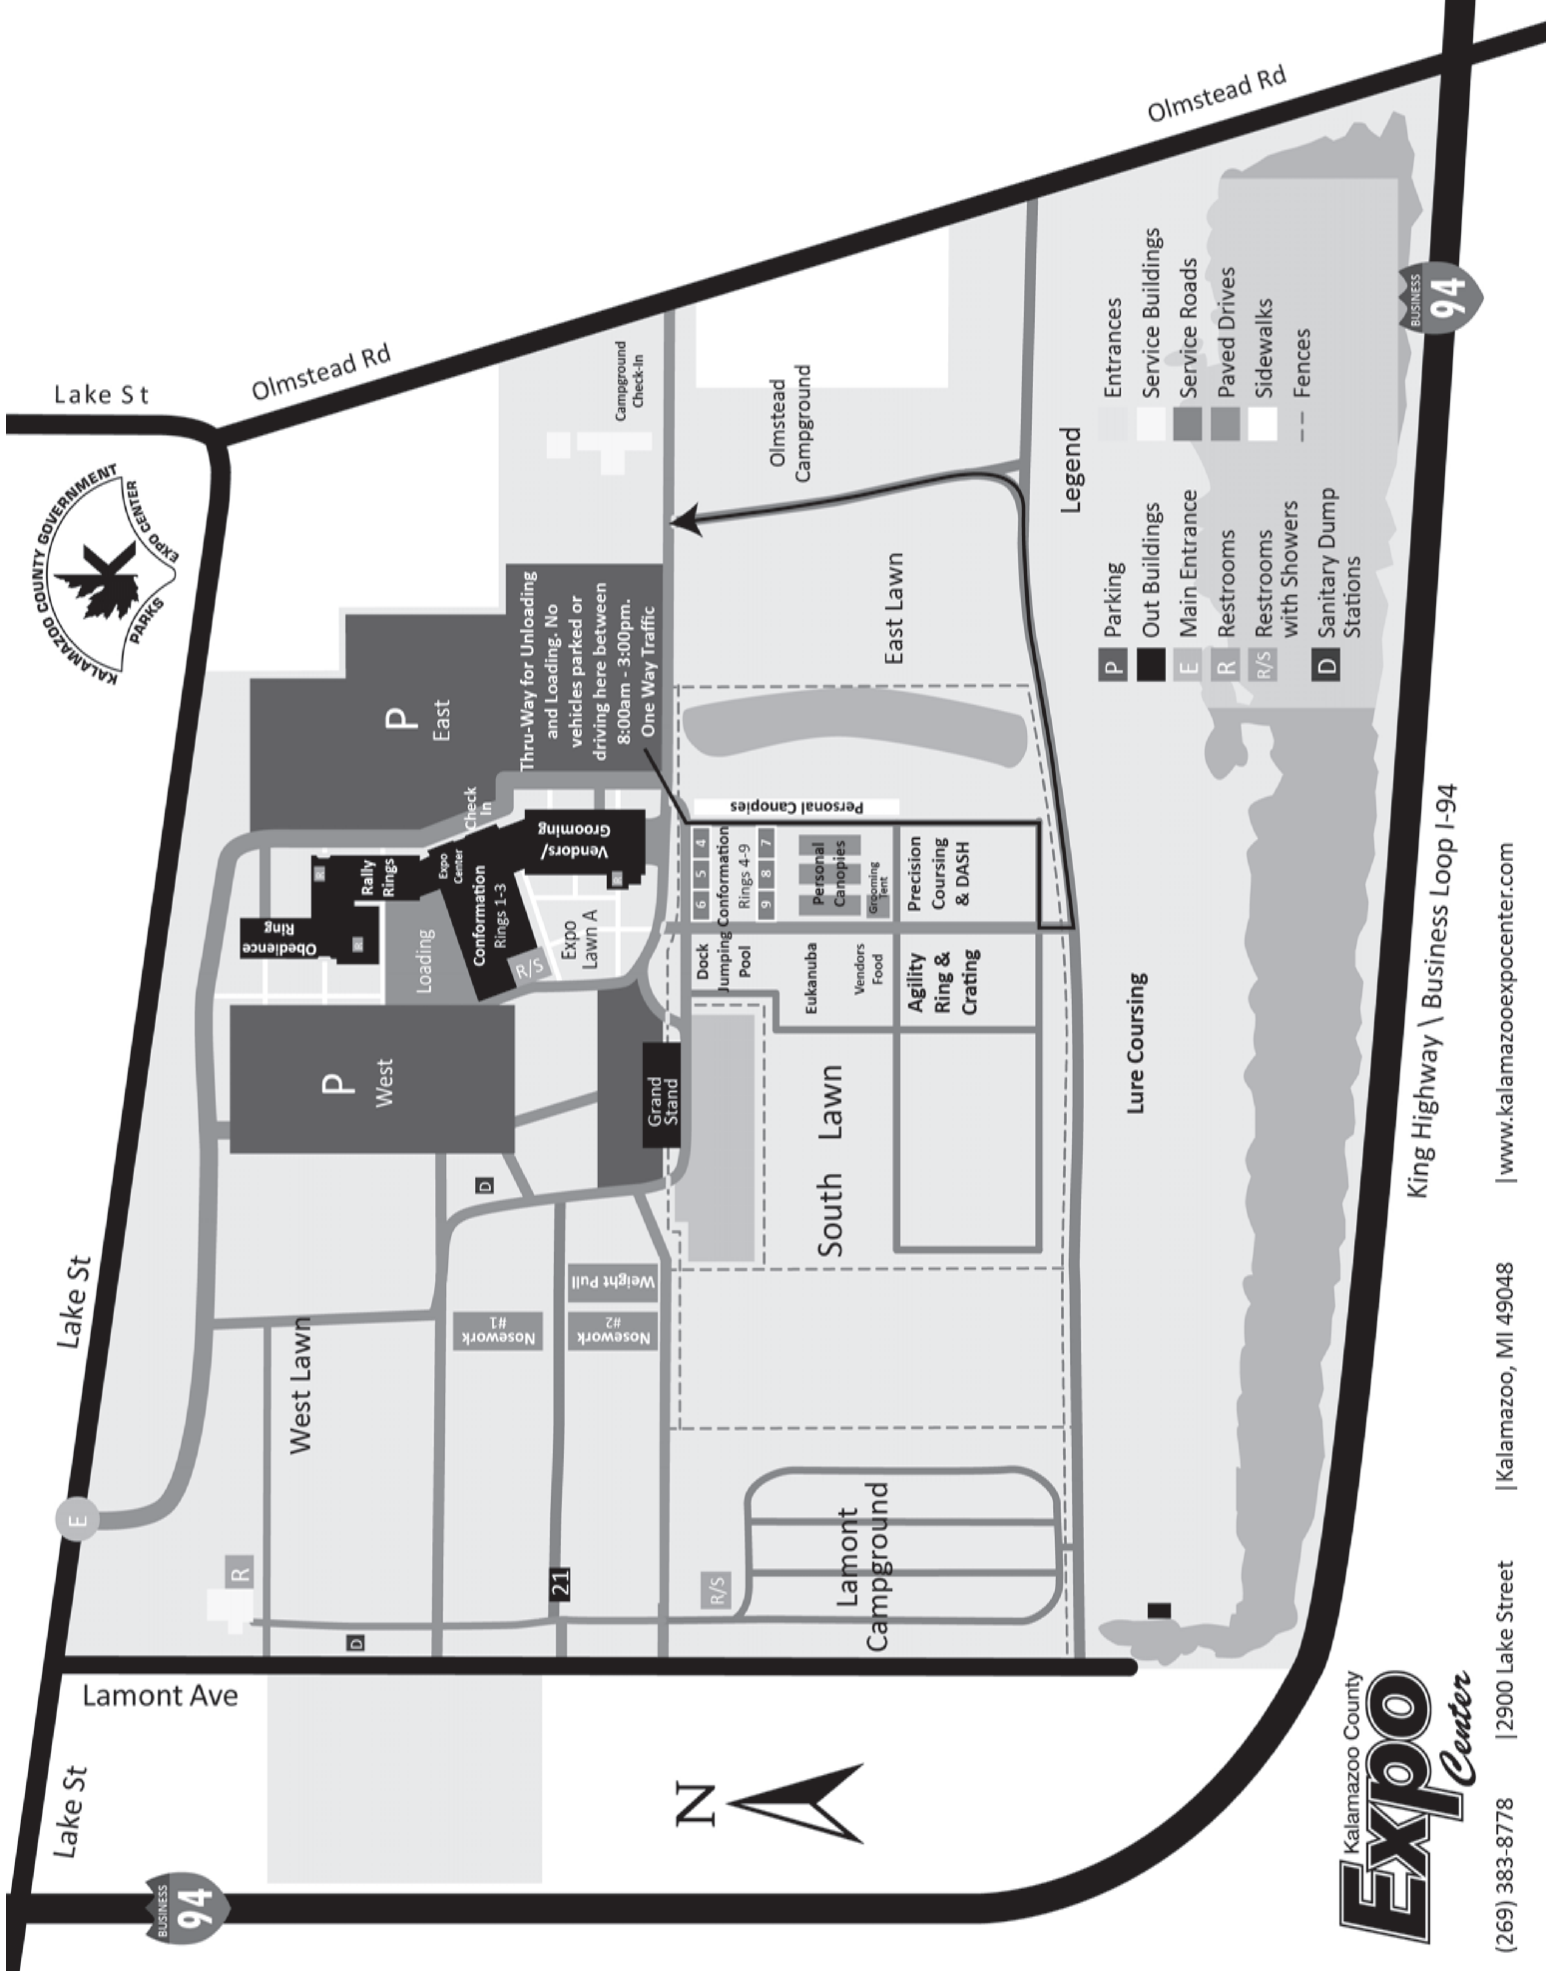 KALAMAZOO COUNTY GOVERNMENT
K
PARKS
EXPO CENTER
Lake St
Lake St
Lake St
Lamont Ave
Olmstead Rd
Olmstead Rd
BUSINESS
94
BUSINESS
94
N
E
R
D
West Lawn
21
Nosework
#1
Nosework
#2
Weight Pull
D
P
West
P
East
Obedience
Ring
R
R
Rally
Rings
Loading
Expo
Center
Check
In
Conformation
Rings 1-3
R/S
Vendors/
Grooming
R
Expo
Lawn A
Grand
Stand
Thru-Way for Unloading
and Loading. No
vehicles parked or
driving here between
8:00am - 3:00pm.
One Way Traffic
Campground
Check-In
Olmstead
Campground
East Lawn
Personal Canopies
6 5 4
Conformation
Rings 4-9
9 8 7
Personal
Canopies
Grooming
Tent
Precision
Coursing
& DASH
Dock
Jumping
Pool
Eukanuba
Vendors
Food
Agility
Ring &
Crating
South Lawn
R/S
Lamont
Campground
Lure Coursing
Legend
P Parking
Out Buildings
E Main Entrance
R Restrooms
R/S Restrooms
with Showers
D Sanitary Dump
Stations
Entrances
Service Buildings
Service Roads
Paved Drives
Sidewalks
Fences
King Highway \ Business Loop I-94
Kalamazoo County
Expo
Center
(269) 383-8778 |2900 Lake Street |Kalamazoo, MI 49048 |www.kalamazooexpocenter.com